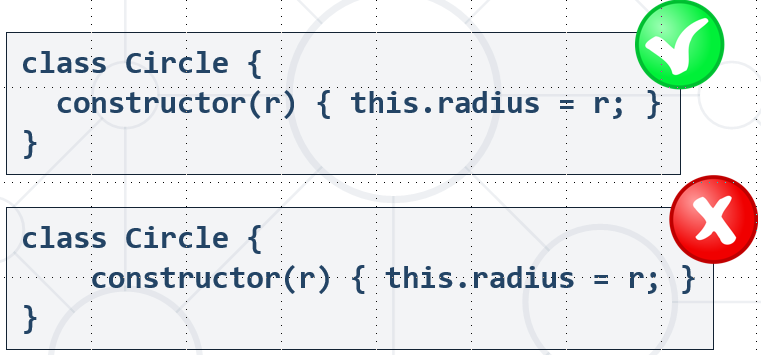 class Circle {
  constructor(r) { this.radius = r; }
}
class Circle {
    constructor(r) { this.radius = r; }
}